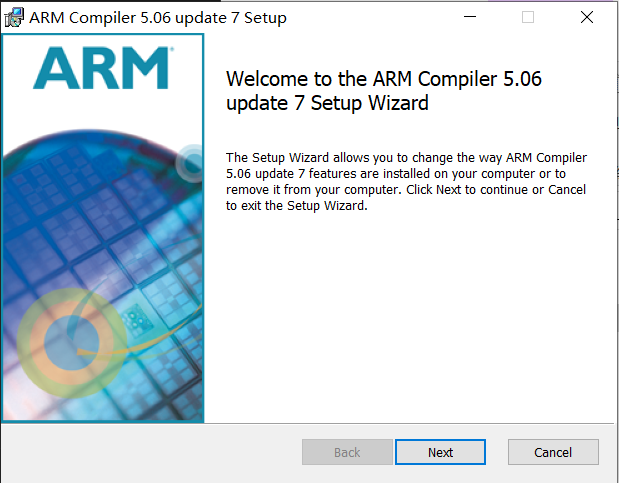 ARM Compiler 5.06 update 7 Setup
ARM®
Welcome to the ARM Compiler 5.06
update 7 Setup Wizard
The Setup Wizard allows you to change the way ARM Compiler
5.06 update 7 features are installed on your computer or to
remove it from your computer. Click Next to continue or Cancel
to exit the Setup Wizard.
Back
Next
Cancel